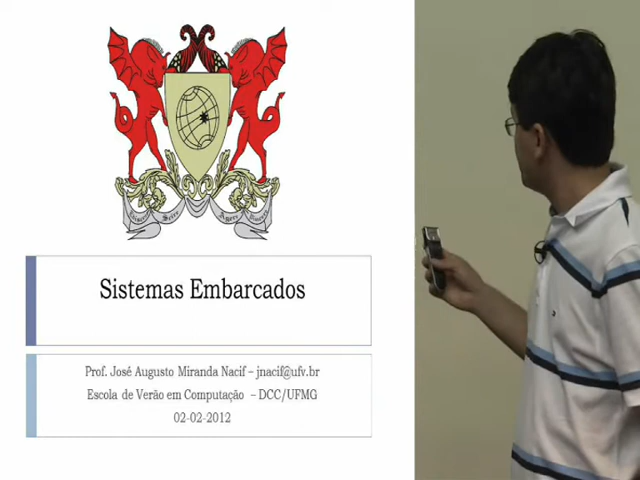 Sistemas Embarcados
Prof. José Augusto Miranda Nacif – jnacif@ufv.br
Escola de Verão em Computação – DCC/UFMG
02-02-2012